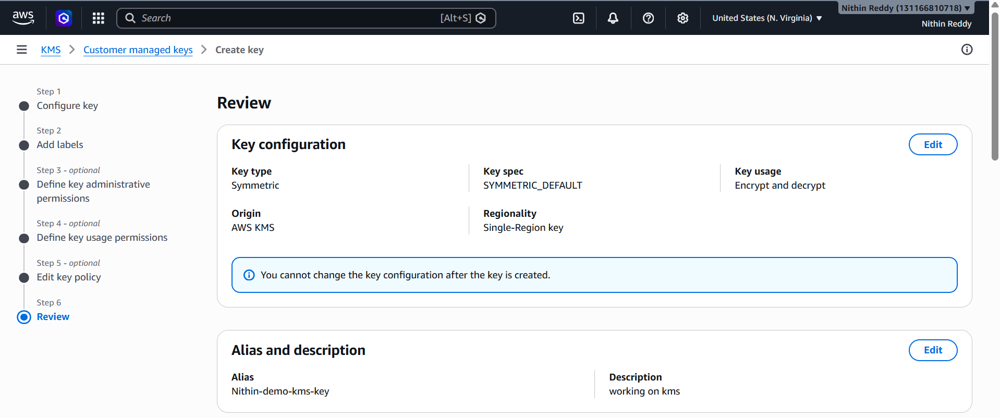 aws
Search
[Alt+S]
United States (N. Virginia)
Nithin Reddy (131166810718)
Nithin Reddy
KMS
Customer managed keys
Create key
Step 1
Configure key
Step 2
Add labels
Step 3 - optional
Define key administrative
permissions
Step 4 - optional
Define key usage permissions
Step 5 - optional
Edit key policy
Step 6
Review
Review
Key configuration
Edit
Key type
Symmetric
Key spec
SYMMETRIC_DEFAULT
Key usage
Encrypt and decrypt
Origin
AWS KMS
Regionality
Single-Region key
You cannot change the key configuration after the key is created.
Alias and description
Edit
Alias
Nithin-demo-kms-key
Description
working on kms